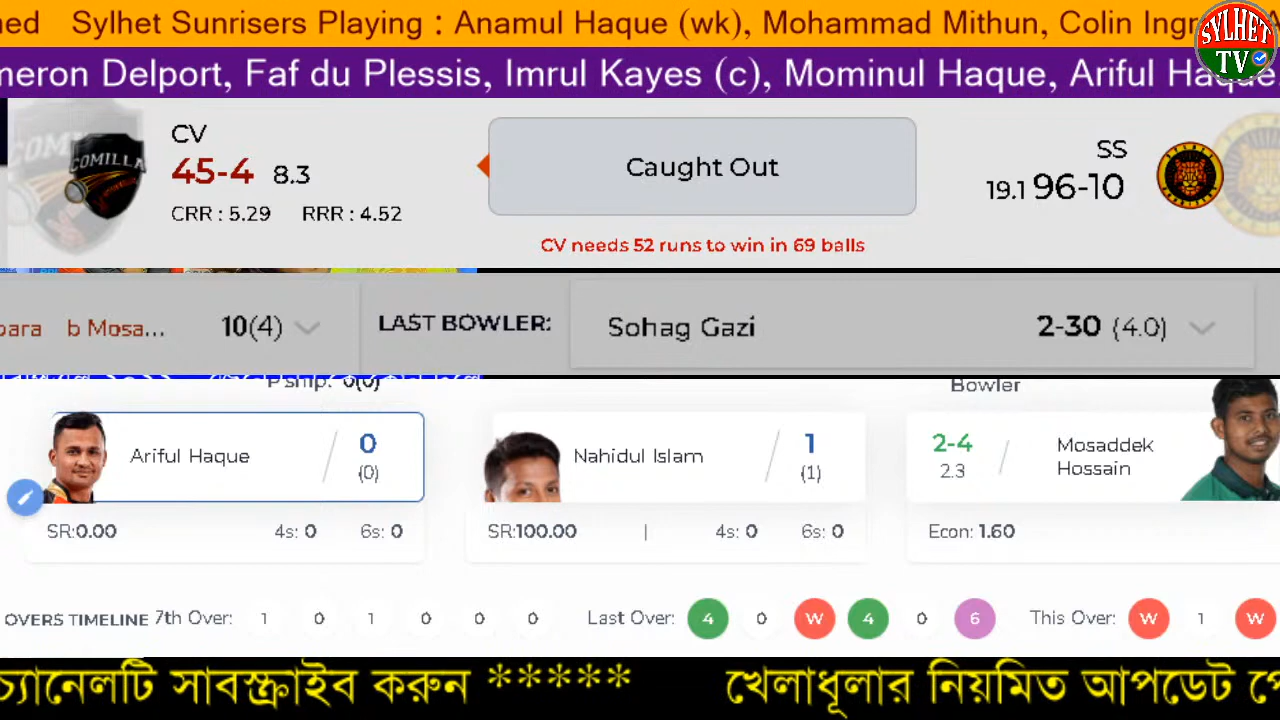 Sylhet Sunrisers Playing : Anamul Haque (wk), Mohammad Mithun, Colin
SYLHET
TV
Delport, Faf du Plessis, Imrul Kayes (c), Mominul Haque, Ariful Haque
COMILLA
CV
45-4 8.3
CRR : 5.29 RRR : 4.52
Caught Out
CV needs 52 runs to win in 69 balls
SS
19.1 96-10
b Mosa... 10(4)
LAST BOWLER:
Sohag Gazi 2-30 (4.0)
P'ship: 0(0)
Bowler
Ariful Haque 0 (0)
SR:0.00 4s: 0 6s: 0
Nahidul Islam 1 (1)
SR:100.00 | 4s: 0 6s: 0
2-4 2.3 Mosaddek Hossain
Econ: 1.60
OVERS TIMELINE 7th Over: 1 0 1 0 0 0 Last Over: 4 0 W 4 0 6 This Over: W 1 W
চ্যানেলটি সাবস্ক্রাইব করুন ***** খেলাধূলার নিয়মিত আপডেট